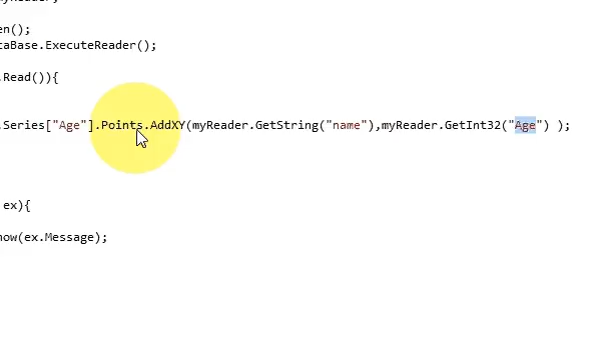 en();
taBase.ExecuteReader();
.Read()){
.Series["Age"].Points.AddXY(myReader.GetString("name"),myReader.GetInt32("Age") );
ex){
how(ex.Message);